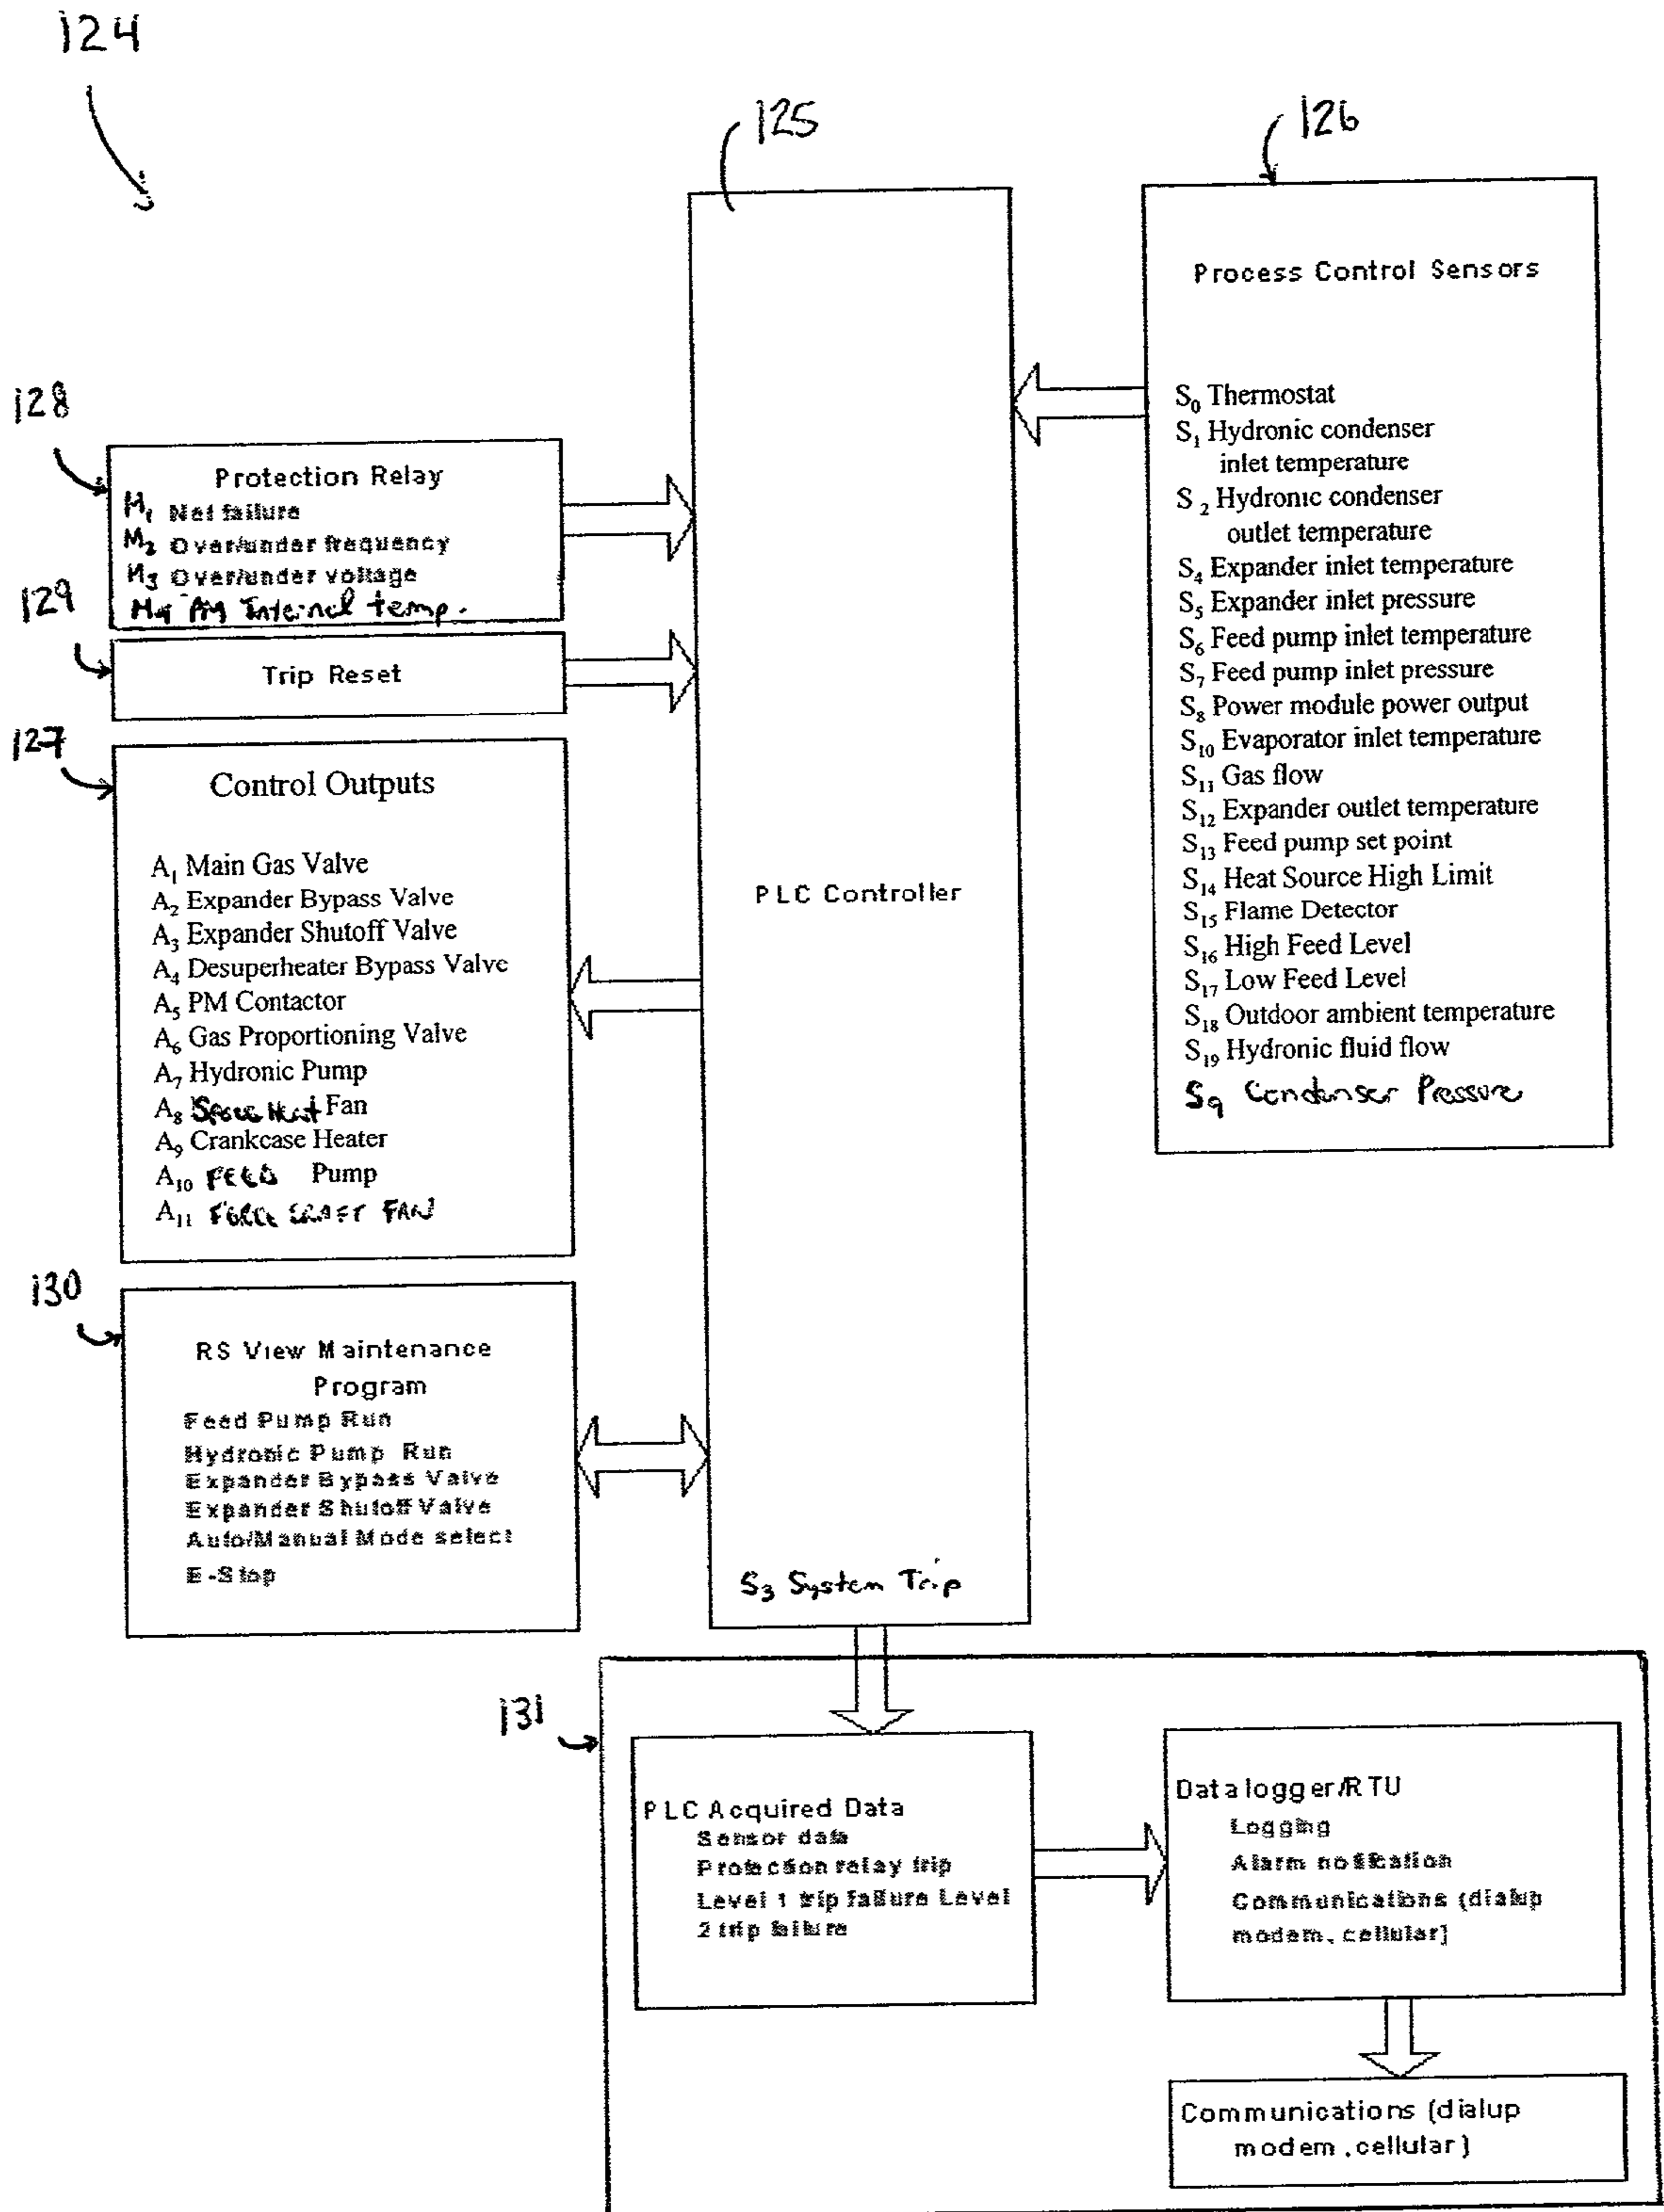 124
125
126
Process Control Sensors
S₀ Thermostat
S₁ Hydronic condenser
inlet temperature
S₂ Hydronic condenser
outlet temperature
S₄ Expander inlet temperature
S₅ Expander inlet pressure
S₆ Feed pump inlet temperature
S₇ Feed pump inlet pressure
S₈ Power module power output
S₁₀ Evaporator inlet temperature
S₁₁ Gas flow
S₁₂ Expander outlet temperature
S₁₃ Feed pump set point
S₁₄ Heat Source High Limit
S₁₅ Flame Detector
S₁₆ High Feed Level
S₁₇ Low Feed Level
S₁₈ Outdoor ambient temperature
S₁₉ Hydronic fluid flow
S₉ Condenser Pressure
128
Protection Relay
M₁ Net failure
M₂ Over/under frequency
M₃ Over/under voltage
M₄ PM Internal temp.
129
Trip Reset
127
Control Outputs
A₁ Main Gas Valve
A₂ Expander Bypass Valve
A₃ Expander Shutoff Valve
A₄ Desuperheater Bypass Valve
A₅ PM Contactor
A₆ Gas Proportioning Valve
A₇ Hydronic Pump
A₈ Space Heat Fan
A₉ Crankcase Heater
A₁₀ FEED Pump
A₁₁ FORCE DRAFT FAN
PLC Controller
130
RS View Maintenance
Program
Feed Pump Run
Hydronic Pump Run
Expander Bypass Valve
Expander Shutoff Valve
Auto/Manual Mode select
E-Stop
S₃ System Trip
131
PLC Acquired Data
Sensor data
Protection relay trip
Level 1 trip failure Level
2 trip failure
Datalogger/RTU
Logging
Alarm notification
Communications (dialup
modem, cellular)
Communications (dialup
modem, cellular)